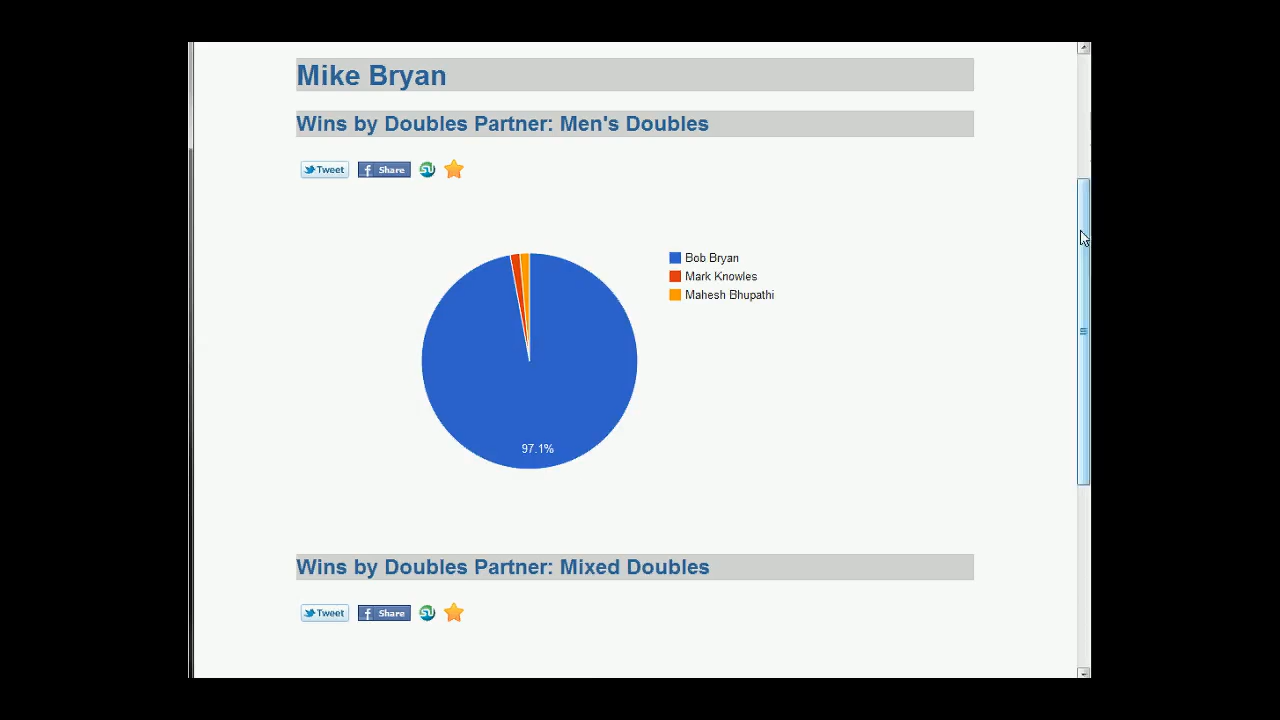 Mike Bryan
Wins by Doubles Partner: Men's Doubles
Tweet
Share
Bob Bryan
Mark Knowles
Mahesh Bhupathi
97.1%
Wins by Doubles Partner: Mixed Doubles
Tweet
Share